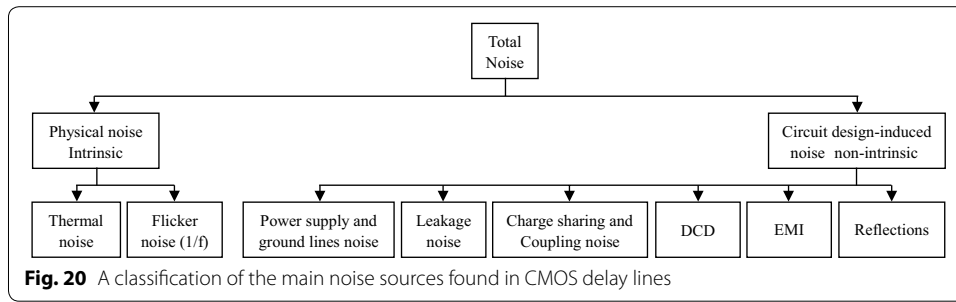 Total
Noise
Physical noise
Intrinsic
Circuit design-induced
noise non-intrinsic
Thermal
noise
Flicker
noise (1/f)
Power supply and
ground lines noise
Leakage
noise
Charge sharing and
Coupling noise
DCD
EMI
Reflections
Fig. 20 A classification of the main noise sources found in CMOS delay lines